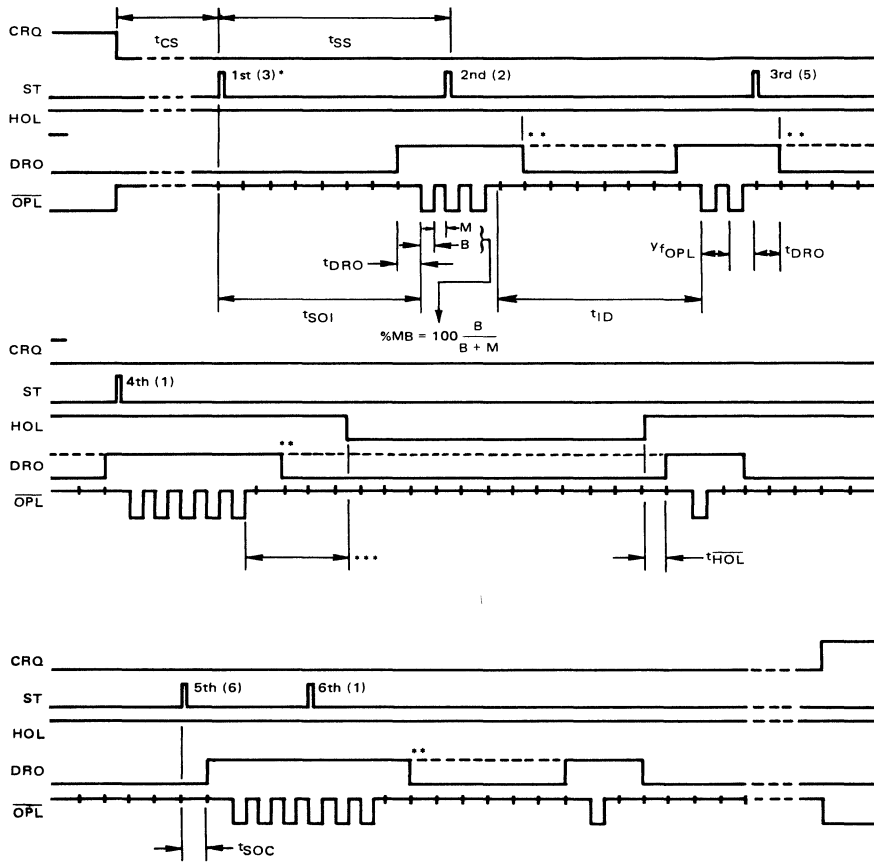 CRQ
tCS
tSS
ST
1st (3)*
2nd (2)
3rd (5)
HOL
**
**
DRO
OPL
M
B
yfOPL
tDRO
tDRO
tSOI
tID
%MB = 100 B / B + M
CRQ
ST
4th (1)
HOL
**
DRO
OPL
...
tHOL
CRQ
ST
5th (6)
6th (1)
HOL
**
DRO
OPL
tSOC